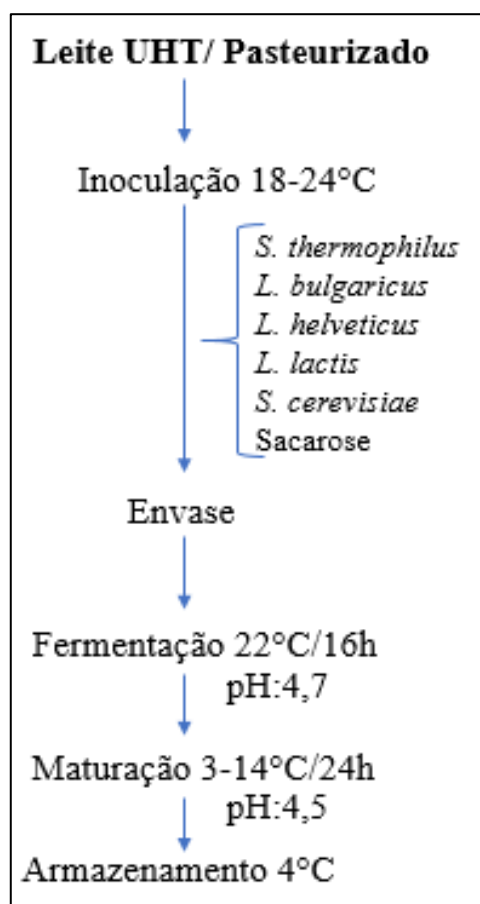 Leite UHT/ Pasteurizado
Inoculação 18-24°C
S. thermophilus
L. bulgaricus
L. helveticus
L. lactis
S. cerevisiae
Sacarose
Envase
Fermentação 22°C/16h
pH:4,7
Maturação 3-14°C/24h
pH:4,5
Armazenamento 4°C